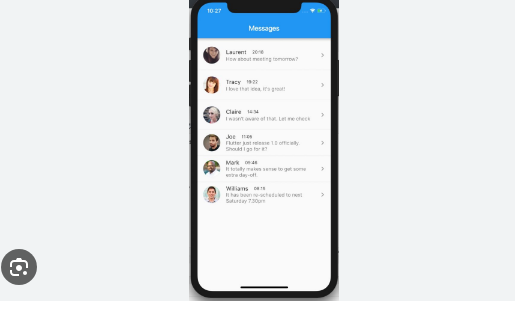 10:27
Messages
Laurent 20:18
How about meeting tomorrow?
Tracy 19:22
I love that idea, it's great!
Claire 14:34
I wasn't aware of that. Let me check
Joe 11:05
Flutter just release 1.0 officially.
Should I go for it?
Mark 09:46
It totally makes sense to get some
extra day-off.
Williams 08:15
It has been re-scheduled to next
Saturday 7.30pm